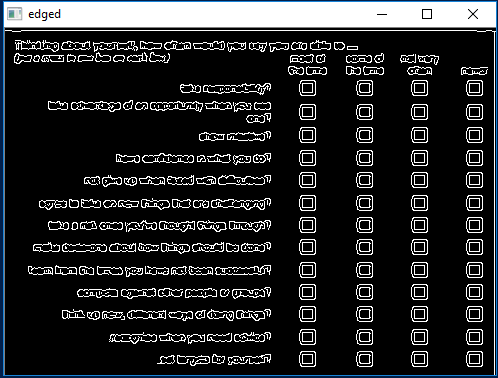 edged
Thinking about yourself, how often would you say you are able to ...
(put a cross in one box on each line)
most of some of not very
the time the time often never
take responsibility?
take advantage of an opportunity when you see
one?
show initiative?
have confidence in what you do?
not give up when faced with difficulties?
agree to take on new things that are challenging?
take a risk once you've thought things through?
make decisions about how things should be done?
learn from the times you have not been successful?
compete against other people or groups?
think up new, different ways of doing things?
recognise when you need advice?
set targets for yourself?